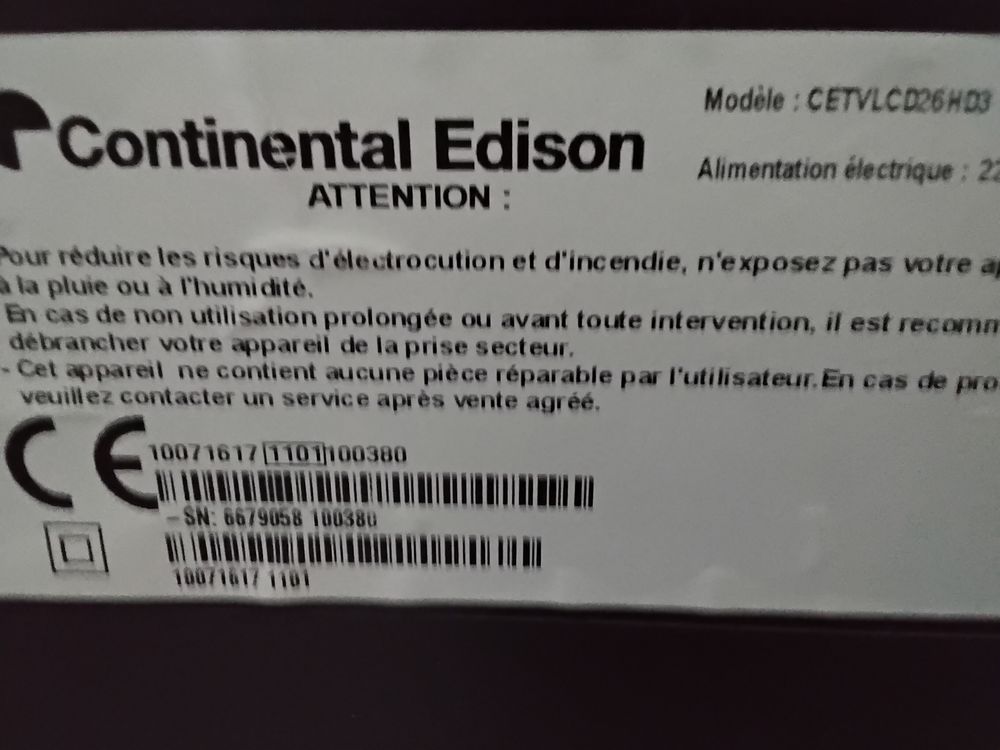 Continental Edison
Modèle : CETVLCD26HD3
Alimentation électrique : 22
ATTENTION :
Pour réduire les risques d'électrocution et d'incendie, n'exposez pas votre ap
à la pluie ou à l'humidité.
En cas de non utilisation prolongée ou avant toute intervention, il est recomm
débrancher votre appareil de la prise secteur.
- Cet appareil ne contient aucune pièce réparable par l'utilisateur.En cas de pro
veuillez contacter un service après vente agréé.
CE
10071617 1101 100380
- SN: 6679058 100380
10071617 1101